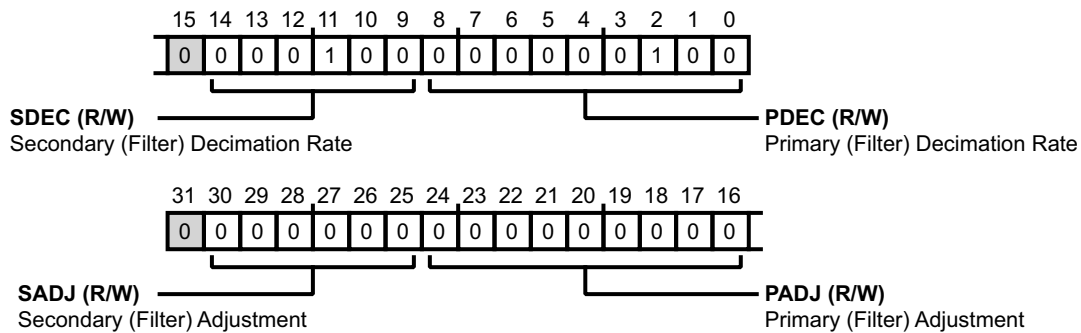 15 14 13 12 11 10 9 8 7 6 5 4 3 2 1 0
0 0 0 0 1 0 0 0 0 0 0 0 0 1 0 0
SDEC (R/W)
Secondary (Filter) Decimation Rate
PDEC (R/W)
Primary (Filter) Decimation Rate
31 30 29 28 27 26 25 24 23 22 21 20 19 18 17 16
0 0 0 0 0 0 0 0 0 0 0 0 0 0 0 0
SADJ (R/W)
Secondary (Filter) Adjustment
PADJ (R/W)
Primary (Filter) Adjustment